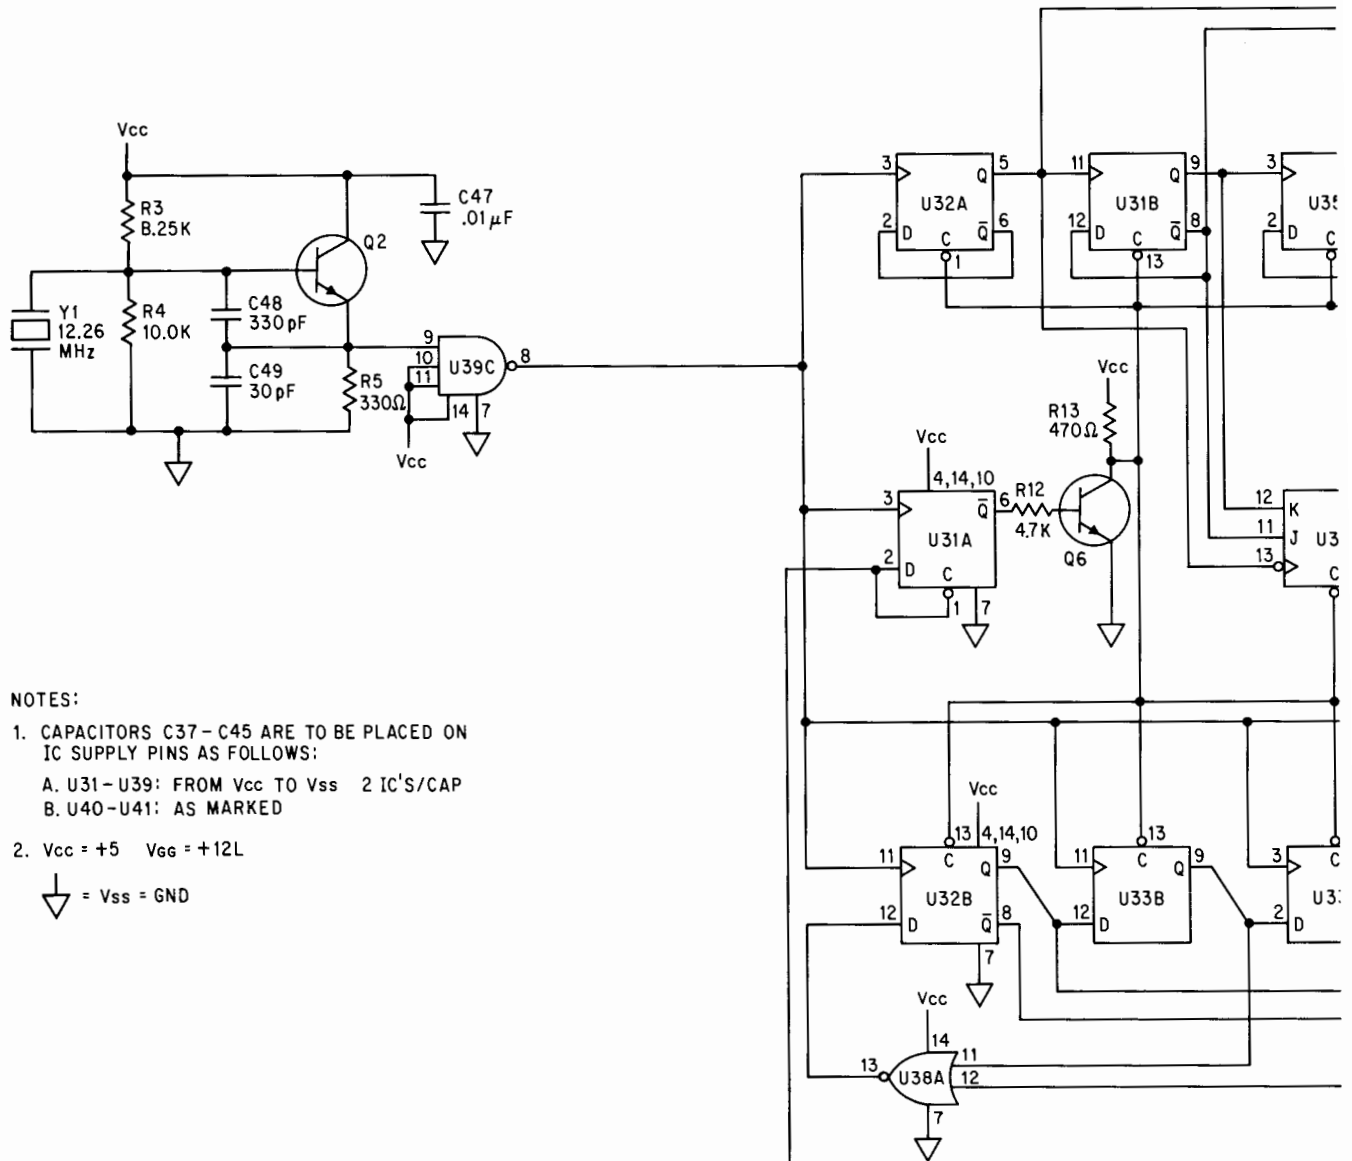 Vcc
R3
8.25K
C47
.01µF
Q2
Y1
12.26
MHz
R4
10.0K
C48
330pF
C49
30pF
R5
330Ω
9
10
11
U39C
8
14
7
Vcc
3
Q
5
U32A
2
D
Q̅
6
C
1
11
Q
9
U31B
12
D
Q̅
8
C
13
3
2
D
C
Vcc
R13
470Ω
Vcc
4,14,10
3
Q̅
6
R12
4.7K
U31A
2
D
C
1
7
Q6
12
K
11
J
13
C
NOTES:
1. CAPACITORS C37-C45 ARE TO BE PLACED ON
IC SUPPLY PINS AS FOLLOWS:
A. U31-U39: FROM Vcc TO Vss 2 IC'S/CAP
B. U40-U41: AS MARKED
2. Vcc = +5 VGG = +12L
= Vss = GND
Vcc
13
4,14,10
11
C
Q
9
U32B
12
D
Q̅
8
7
13
11
C
Q
9
U33B
12
D
3
C
2
D
Vcc
14
13
U38A
11
12
7